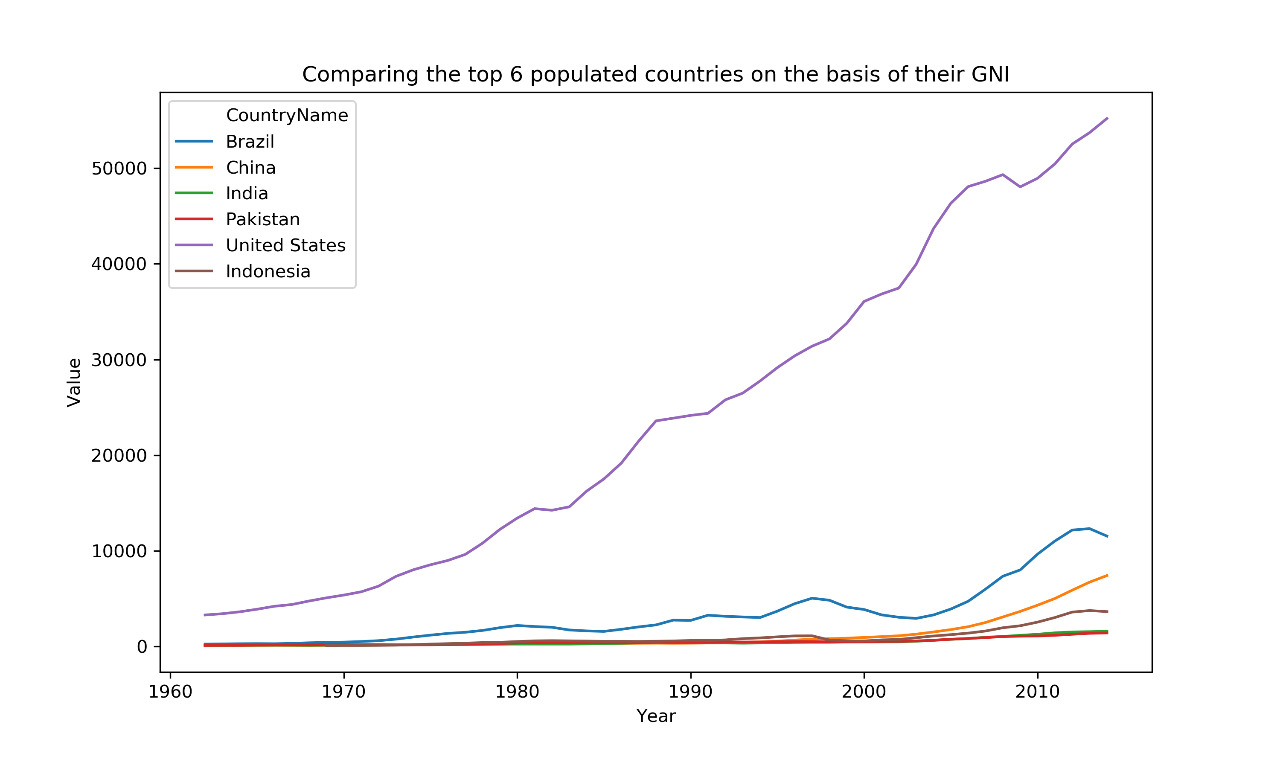 Comparing the top 6 populated countries on the basis of their GNI
CountryName
Brazil
China
India
Pakistan
United States
Indonesia
50000
40000
30000
20000
10000
0
Value
1960 1970 1980 1990 2000 2010
Year